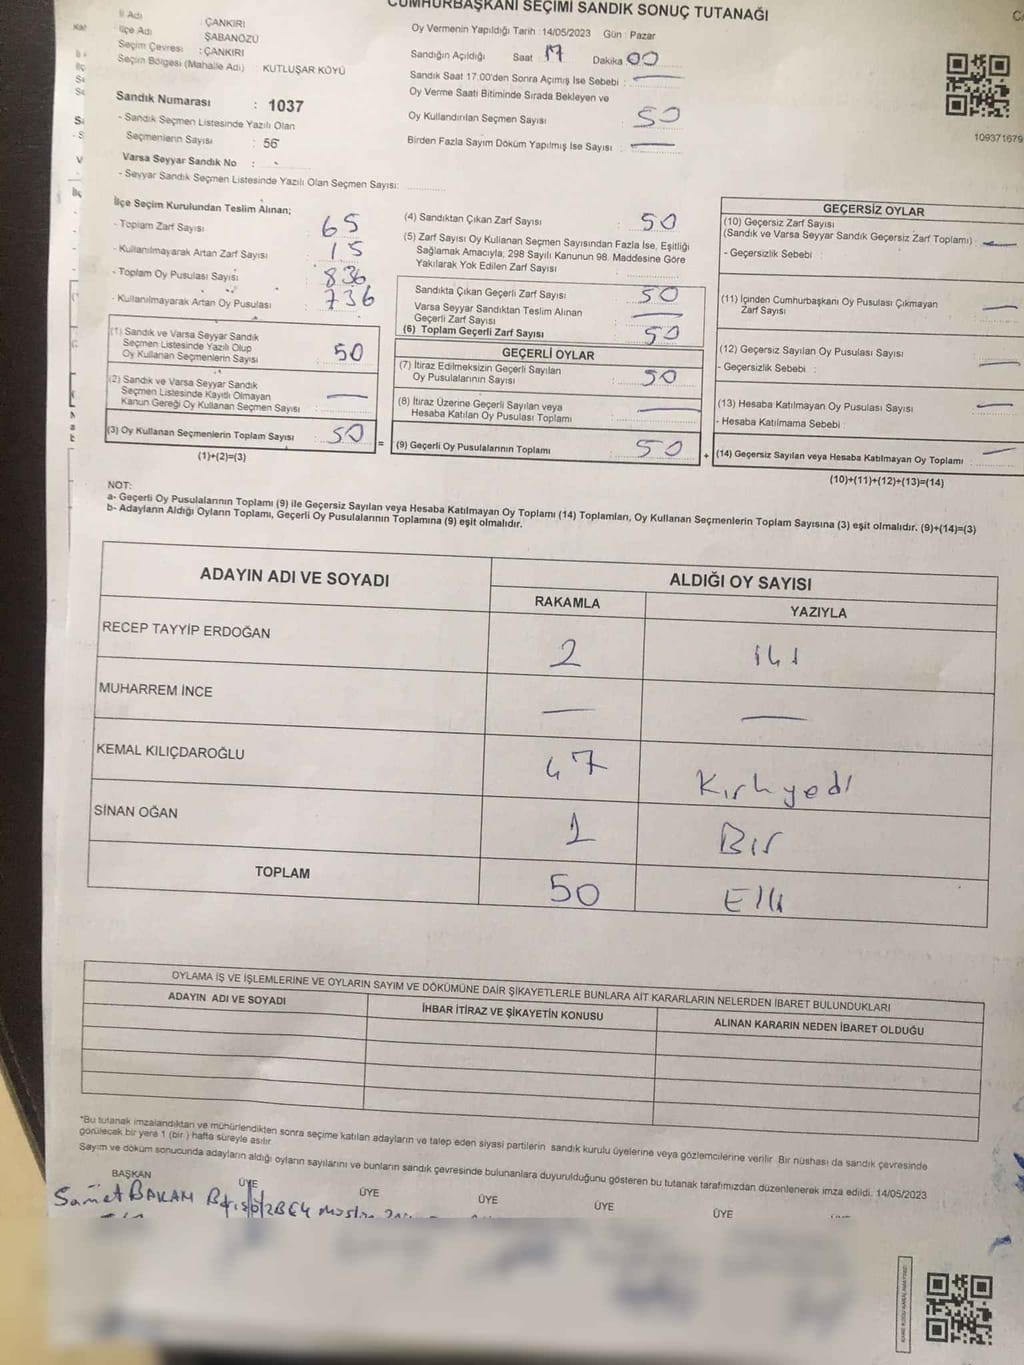 CUMHURBAŞKANI SEÇİMİ SANDIK SONUÇ TUTANAĞI
İl Adı : ÇANKIRI
İlçe Adı : ŞABANÖZÜ
Seçim Çevresi : ÇANKIRI
Seçim Bölgesi (Mahalle Adı) : KUTLUŞAR KÖYÜ
Sandık Numarası : 1037
- Sandık Seçmen Listesinde Yazılı Olan
Seçmenlerin Sayısı : 56
Varsa Seyyar Sandık No :
- Seyyar Sandık Seçmen Listesinde Yazılı Olan Seçmen Sayısı:
Oy Vermenin Yapıldığı Tarih : 14/05/2023 Gün : Pazar
Sandığın Açıldığı Saat 17 Dakika 00
Sandık Saat 17.00'den Sonra Açımış İse Sebebi : —
Oy Verme Saati Bitiminde Sırada Bekleyen ve
Oy Kullandırılan Seçmen Sayısı : 50
Birden Fazla Sayım Döküm Yapılmış İse Sayısı : —
109371679
İlçe Seçim Kurulundan Teslim Alınan;
- Toplam Zarf Sayısı : 65
- Kullanılmayarak Artan Zarf Sayısı : 15
- Toplam Oy Pusulası Sayısı : 836
- Kullanılmayarak Artan Oy Pusulası : 736
(1) Sandık ve Varsa Seyyar Sandık
Seçmen Listesinde Yazılı Olup
Oy Kullanan Seçmenlerin Sayısı : 50
(2) Sandık ve Varsa Seyyar Sandık
Seçmen Listesinde Kayıtlı Olmayan
Kanun Gereği Oy Kullanan Seçmen Sayısı : —
(3) Oy Kullanan Seçmenlerin Toplam Sayısı : 50 =
(1)+(2)=(3)
(4) Sandıktan Çıkan Zarf Sayısı : 50
(5) Zarf Sayısı Oy Kullanan Seçmen Sayısından Fazla İse, Eşitliği
Sağlamak Amacıyla, 298 Sayılı Kanunun 98. Maddesine Göre
Yakılarak Yok Edilen Zarf Sayısı :
Sandıkta Çıkan Geçerli Zarf Sayısı : 50
Varsa Seyyar Sandıktan Teslim Alınan
Geçerli Zarf Sayısı : —
(6) Toplam Geçerli Zarf Sayısı : 50
GEÇERLİ OYLAR
(7) İtiraz Edilmeksizin Geçerli Sayılan
Oy Pusulalarının Sayısı : 50
(8) İtiraz Üzerine Geçerli Sayılan veya
Hesaba Katılan Oy Pusulaları Toplamı : —
(9) Geçerli Oy Pusulalarının Toplamı : 50 +
GEÇERSİZ OYLAR
(10) Geçersiz Zarf Sayısı
(Sandık ve Varsa Seyyar Sandık Geçersiz Zarf Toplamı) : —
- Geçersizlik Sebebi :
(11) İçinden Cumhurbaşkanı Oy Pusulası Çıkmayan
Zarf Sayısı : —
(12) Geçersiz Sayılan Oy Pusulası Sayısı : —
- Geçersizlik Sebebi :
(13) Hesaba Katılmayan Oy Pusulası Sayısı : —
- Hesaba Katılmama Sebebi :
(14) Geçersiz Sayılan veya Hesaba Katılmayan Oy Toplamı : —
(10)+(11)+(12)+(13)=(14)
NOT:
a- Geçerli Oy Pusulalarının Toplamı (9) ile Geçersiz Sayılan veya Hesaba Katılmayan Oy Toplamı (14) Toplamları, Oy Kullanan Seçmenlerin Toplam Sayısına (3) eşit olmalıdır. (9)+(14)=(3)
b- Adayların Aldığı Oyların Toplamı, Geçerli Oy Pusulalarının Toplamına (9) eşit olmalıdır.
ADAYIN ADI VE SOYADI ALDIĞI OY SAYISI
RAKAMLA YAZIYLA
RECEP TAYYİP ERDOĞAN 2 iki
MUHARREM İNCE — —
KEMAL KILIÇDAROĞLU 47 Kırkyedi
SİNAN OĞAN 1 Bir
TOPLAM 50 Elli
OYLAMA İŞ VE İŞLEMLERİNE VE OYLARIN SAYIM VE DÖKÜMÜNE DAİR ŞİKAYETLERLE BUNLARA AİT KARARLARIN NELERDEN İBARET BULUNDUKLARI
ADAYIN ADI VE SOYADI İHBAR İTİRAZ VE ŞİKAYETİN KONUSU ALINAN KARARIN NEDEN İBARET OLDUĞU
*Bu tutanak imzalandıktan ve mühürlendikten sonra seçime katılan adayların ve talep eden siyasi partilerin sandık kurulu üyelerine veya gözlemcilerine verilir. Bir nüshası da sandık çevresinde
görülecek bir yere 1 (bir ) hafta süreyle asılır.
Sayım ve döküm sonucunda adayların aldığı oyların sayılarını ve bunların sandık çevresinde bulunanlara duyurulduğunu gösteren bu tutanak tarafımızdan düzenlenerek imza edildi. 14/05/2023
BAŞKAN ÜYE ÜYE ÜYE ÜYE ÜYE
Samet BAKAM